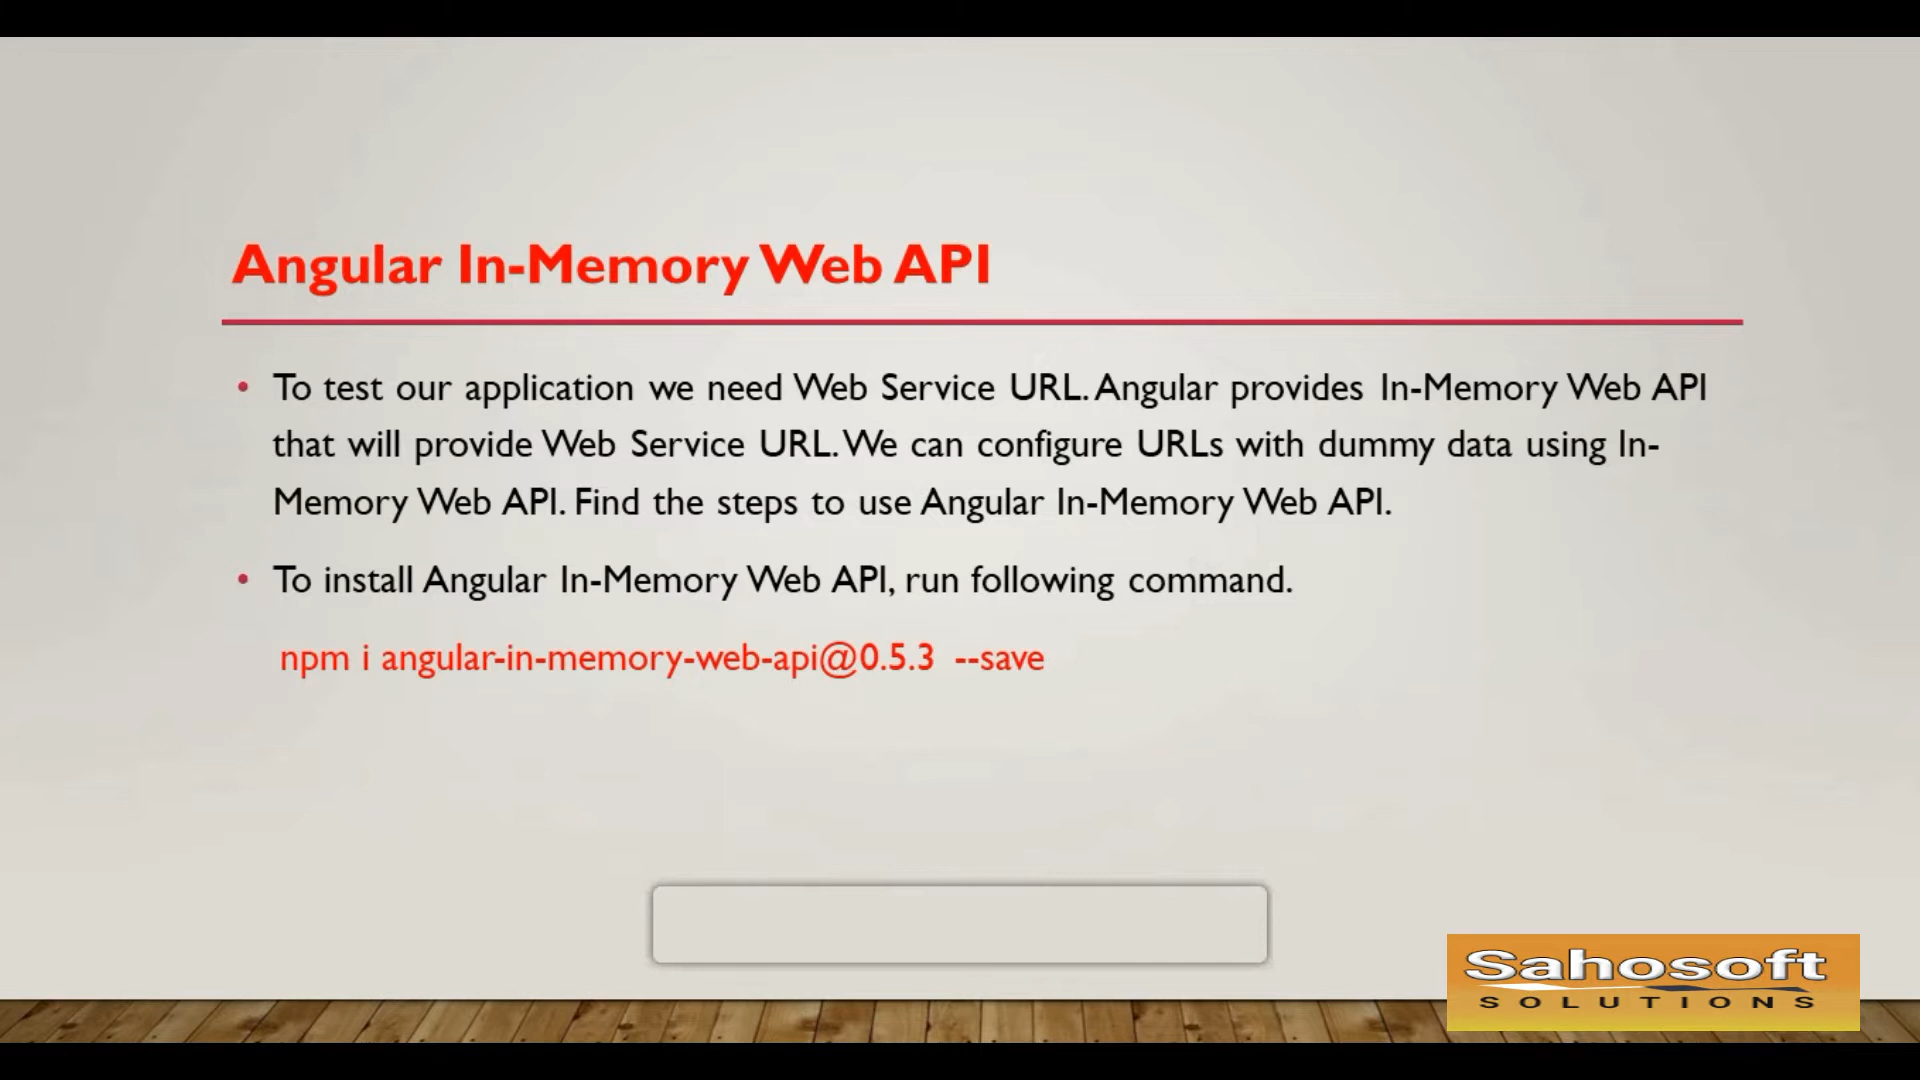 Angular In-Memory Web API
• To test our application we need Web Service URL. Angular provides In-Memory Web API
that will provide Web Service URL. We can configure URLs with dummy data using In-
Memory Web API. Find the steps to use Angular In-Memory Web API.
• To install Angular In-Memory Web API, run following command.
npm i angular-in-memory-web-api@0.5.3 --save
Sahosoft
SOLUTIONS